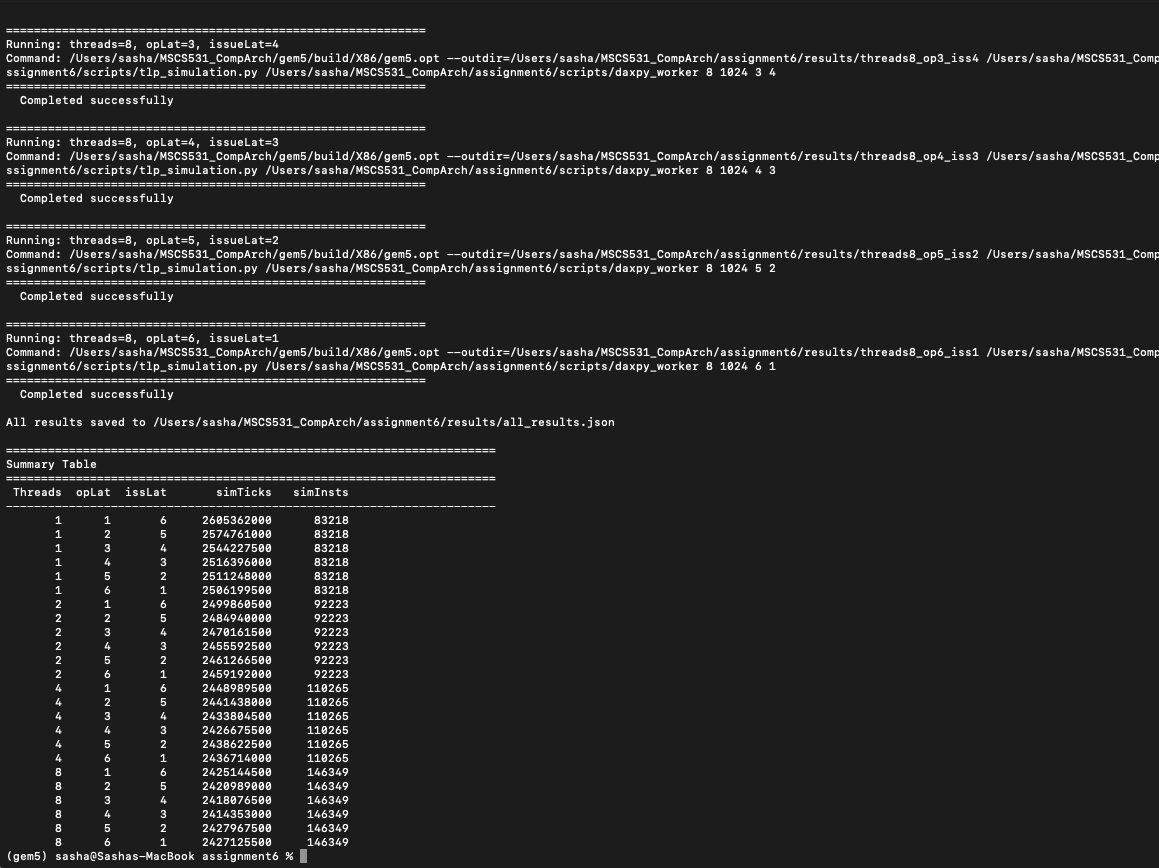 ============================================================
Running: threads=8, opLat=3, issueLat=4
Command: /Users/sasha/MSCS531_CompArch/gem5/build/X86/gem5.opt --outdir=/Users/sasha/MSCS531_CompArch/assignment6/results/threads8_op3_iss4 /Users/sasha/MSCS531_Comp
ssignment6/scripts/tlp_simulation.py /Users/sasha/MSCS531_CompArch/assignment6/scripts/daxpy_worker 8 1024 3 4
============================================================
  Completed successfully
============================================================
Running: threads=8, opLat=4, issueLat=3
Command: /Users/sasha/MSCS531_CompArch/gem5/build/X86/gem5.opt --outdir=/Users/sasha/MSCS531_CompArch/assignment6/results/threads8_op4_iss3 /Users/sasha/MSCS531_Comp
ssignment6/scripts/tlp_simulation.py /Users/sasha/MSCS531_CompArch/assignment6/scripts/daxpy_worker 8 1024 4 3
============================================================
  Completed successfully
============================================================
Running: threads=8, opLat=5, issueLat=2
Command: /Users/sasha/MSCS531_CompArch/gem5/build/X86/gem5.opt --outdir=/Users/sasha/MSCS531_CompArch/assignment6/results/threads8_op5_iss2 /Users/sasha/MSCS531_Comp
ssignment6/scripts/tlp_simulation.py /Users/sasha/MSCS531_CompArch/assignment6/scripts/daxpy_worker 8 1024 5 2
============================================================
  Completed successfully
============================================================
Running: threads=8, opLat=6, issueLat=1
Command: /Users/sasha/MSCS531_CompArch/gem5/build/X86/gem5.opt --outdir=/Users/sasha/MSCS531_CompArch/assignment6/results/threads8_op6_iss1 /Users/sasha/MSCS531_Comp
ssignment6/scripts/tlp_simulation.py /Users/sasha/MSCS531_CompArch/assignment6/scripts/daxpy_worker 8 1024 6 1
============================================================
  Completed successfully
All results saved to /Users/sasha/MSCS531_CompArch/assignment6/results/all_results.json
======================================================================
Summary Table
======================================================================
 Threads  opLat  issLat       simTicks   simInsts
----------------------------------------------------------------------
       1      1       6     2605362000      83218
       1      2       5     2574761000      83218
       1      3       4     2544227500      83218
       1      4       3     2516396000      83218
       1      5       2     2511248000      83218
       1      6       1     2506199500      83218
       2      1       6     2499860500      92223
       2      2       5     2484940000      92223
       2      3       4     2470161500      92223
       2      4       3     2455592500      92223
       2      5       2     2461266500      92223
       2      6       1     2459192000      92223
       4      1       6     2448989500     110265
       4      2       5     2441438000     110265
       4      3       4     2433804500     110265
       4      4       3     2426675500     110265
       4      5       2     2438622500     110265
       4      6       1     2436714000     110265
       8      1       6     2425144500     146349
       8      2       5     2420989000     146349
       8      3       4     2418076500     146349
       8      4       3     2414353000     146349
       8      5       2     2427967500     146349
       8      6       1     2427125500     146349
(gem5) sasha@Sashas-MacBook assignment6 %